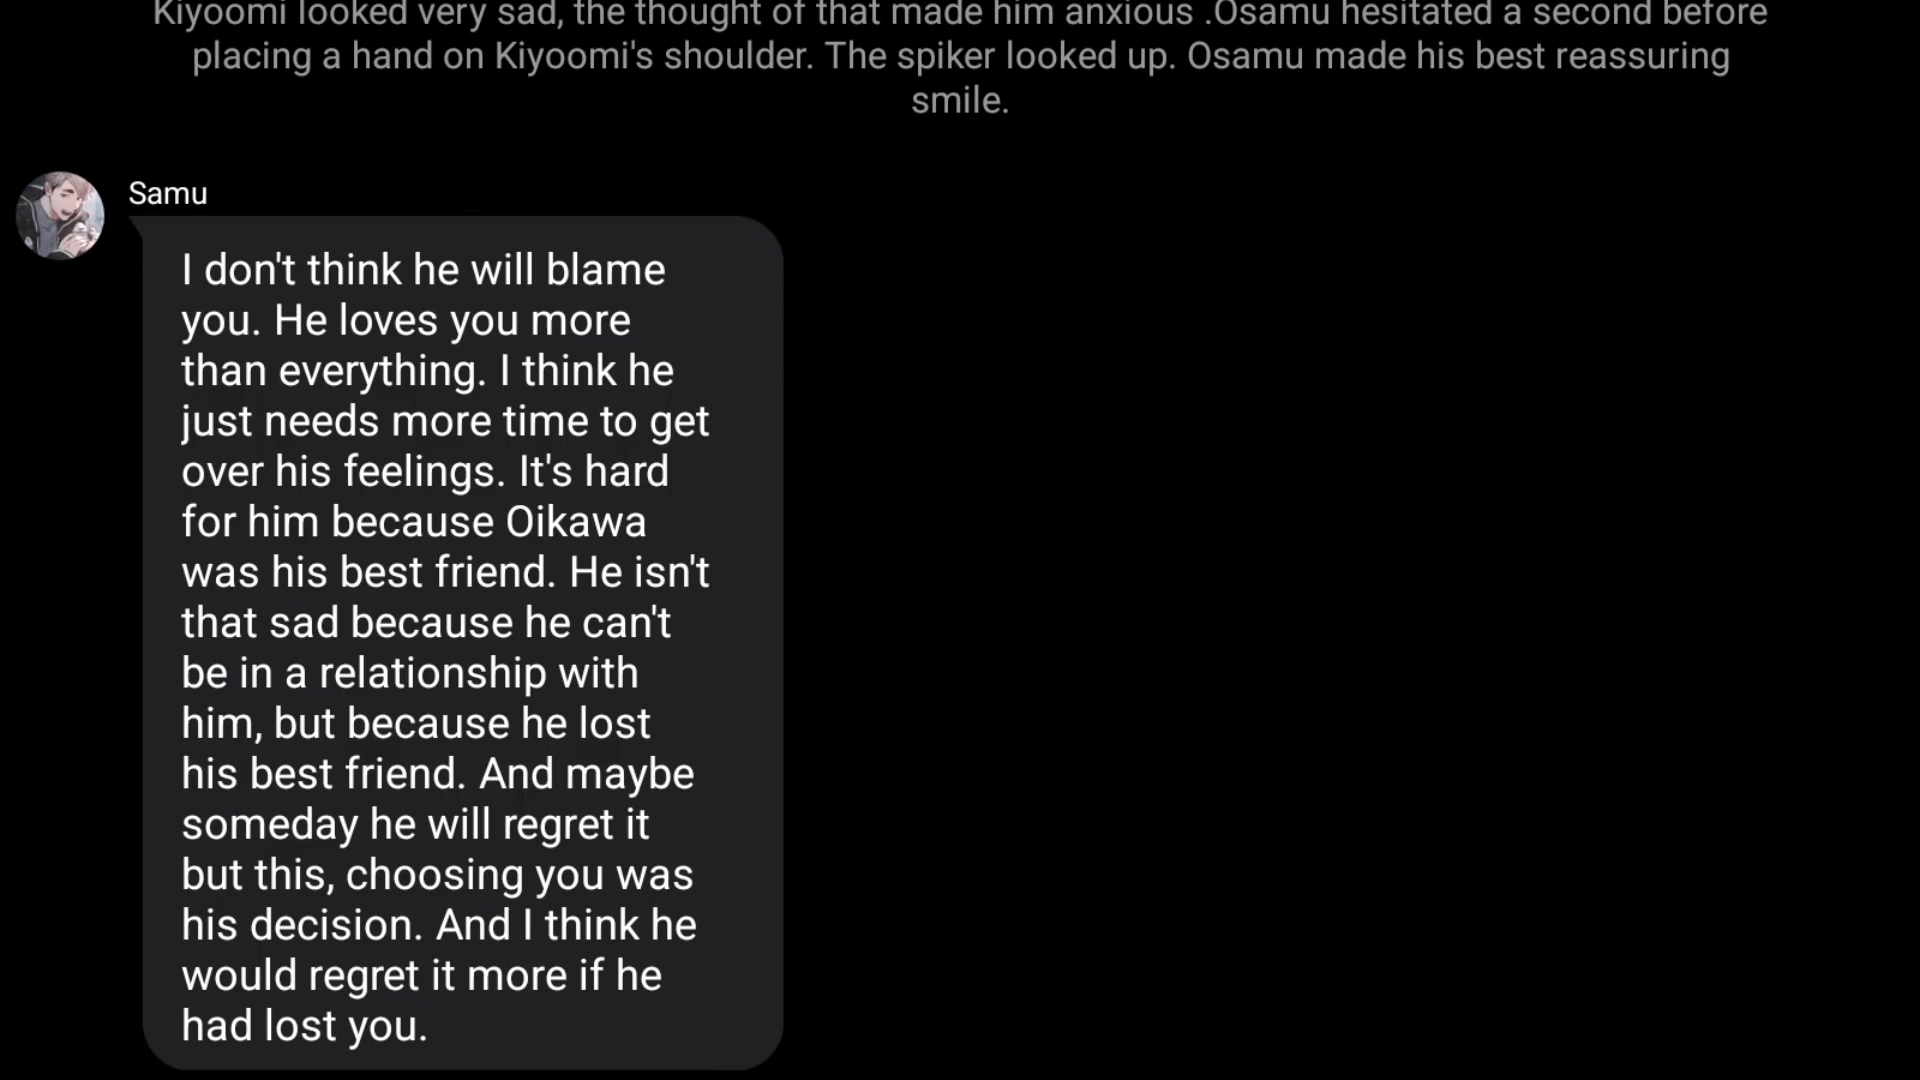 Kiyoomi looked very sad, the thought of that made him anxious .Osamu hesitated a second before
placing a hand on Kiyoomi's shoulder. The spiker looked up. Osamu made his best reassuring
smile.
Samu
I don't think he will blame
you. He loves you more
than everything. I think he
just needs more time to get
over his feelings. It's hard
for him because Oikawa
was his best friend. He isn't
that sad because he can't
be in a relationship with
him, but because he lost
his best friend. And maybe
someday he will regret it
but this, choosing you was
his decision. And I think he
would regret it more if he
had lost you.